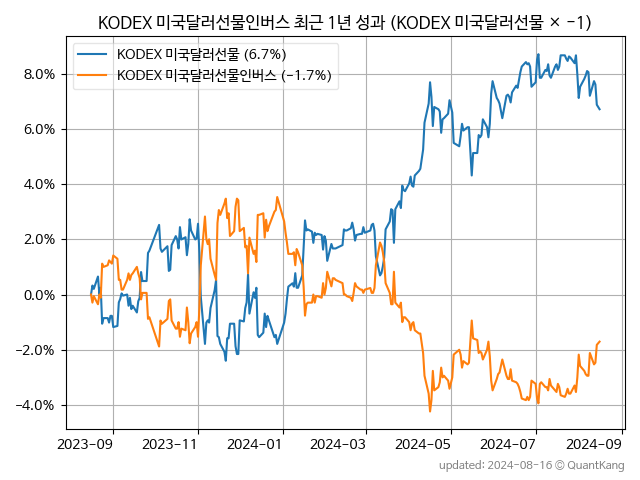 KODEX 미국달러선물인버스 최근 1년 성과 (KODEX 미국달러선물 × −1)
KODEX 미국달러선물 (6.7%)
KODEX 미국달러선물인버스 (−1.7%)
8.0%
6.0%
4.0%
2.0%
0.0%
−2.0%
−4.0%
2023-09 2023-11 2024-01 2024-03 2024-05 2024-07 2024-09
updated: 2024-08-16 © QuantKang